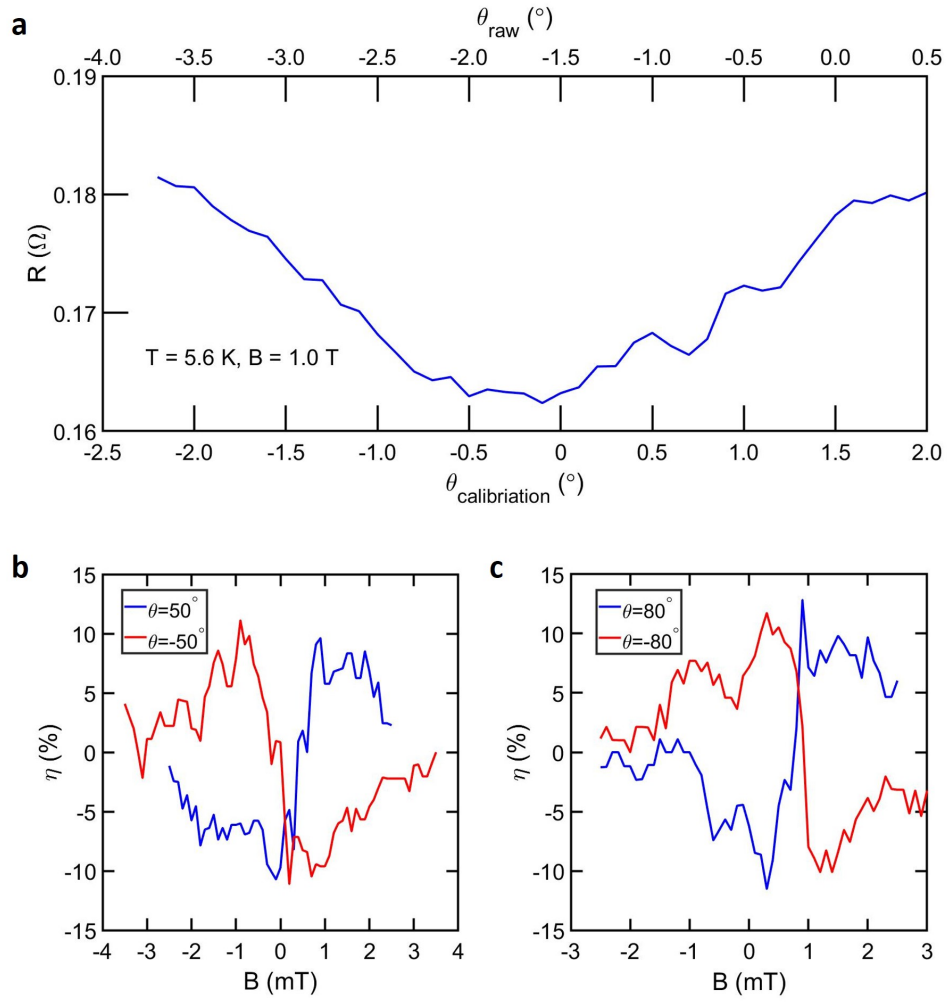 a
θraw (°)
-4.0 -3.5 -3.0 -2.5 -2.0 -1.5 -1.0 -0.5 0.0 0.5
0.19
0.18
0.17
0.16
R (Ω)
T = 5.6 K, B = 1.0 T
-2.5 -2.0 -1.5 -1.0 -0.5 0 0.5 1.0 1.5 2.0
θcalibriation (°)
b
15
10
5
0
-5
-10
-15
η (%)
θ=50°
θ=-50°
-4 -3 -2 -1 0 1 2 3 4
B (mT)
c
15
10
5
0
-5
-10
-15
η (%)
θ=80°
θ=-80°
-3 -2 -1 0 1 2 3
B (mT)